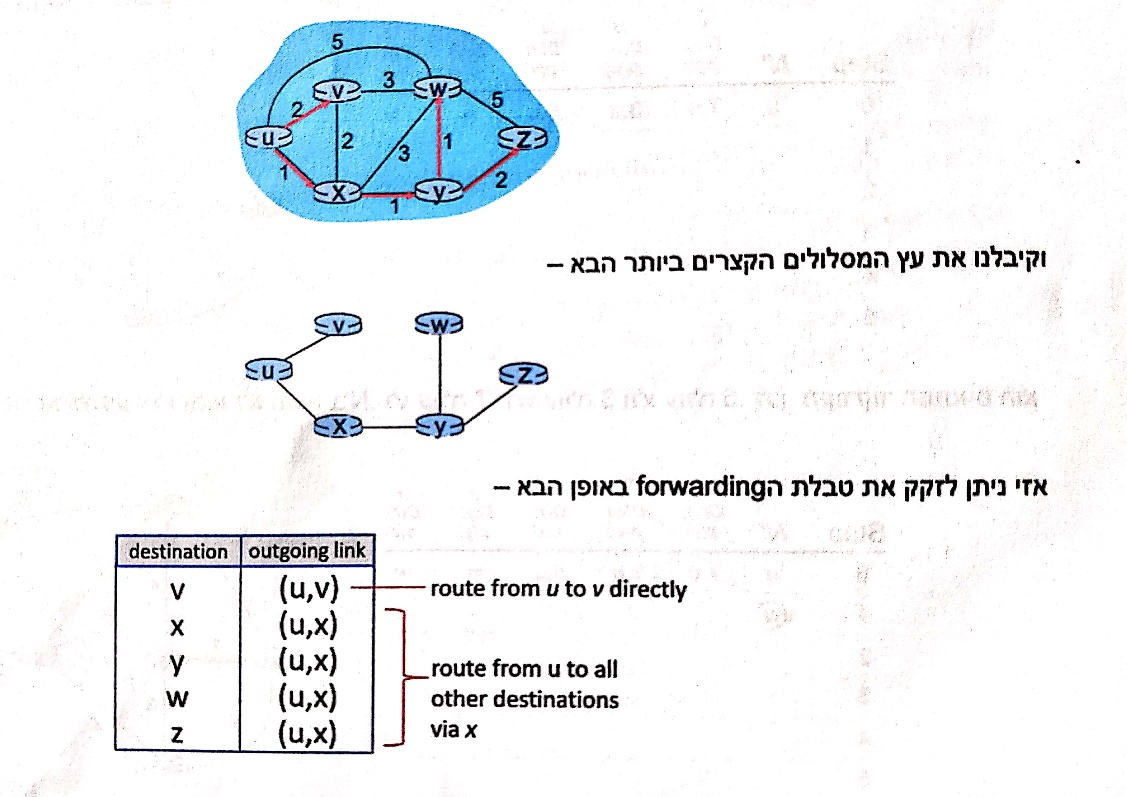 5
v 3 w
2 5
u 2 3 1 z
1 2
x 1 y
וקיבלנו את עץ המסלולים הקצרים ביותר הבא –
v w
u z
x y
אזי ניתן לזקק את טבלת הforwarding באופן הבא –
destination outgoing link
v (u,v) route from u to v directly
x (u,x)
y (u,x) route from u to all
w (u,x) other destinations
z (u,x) via x